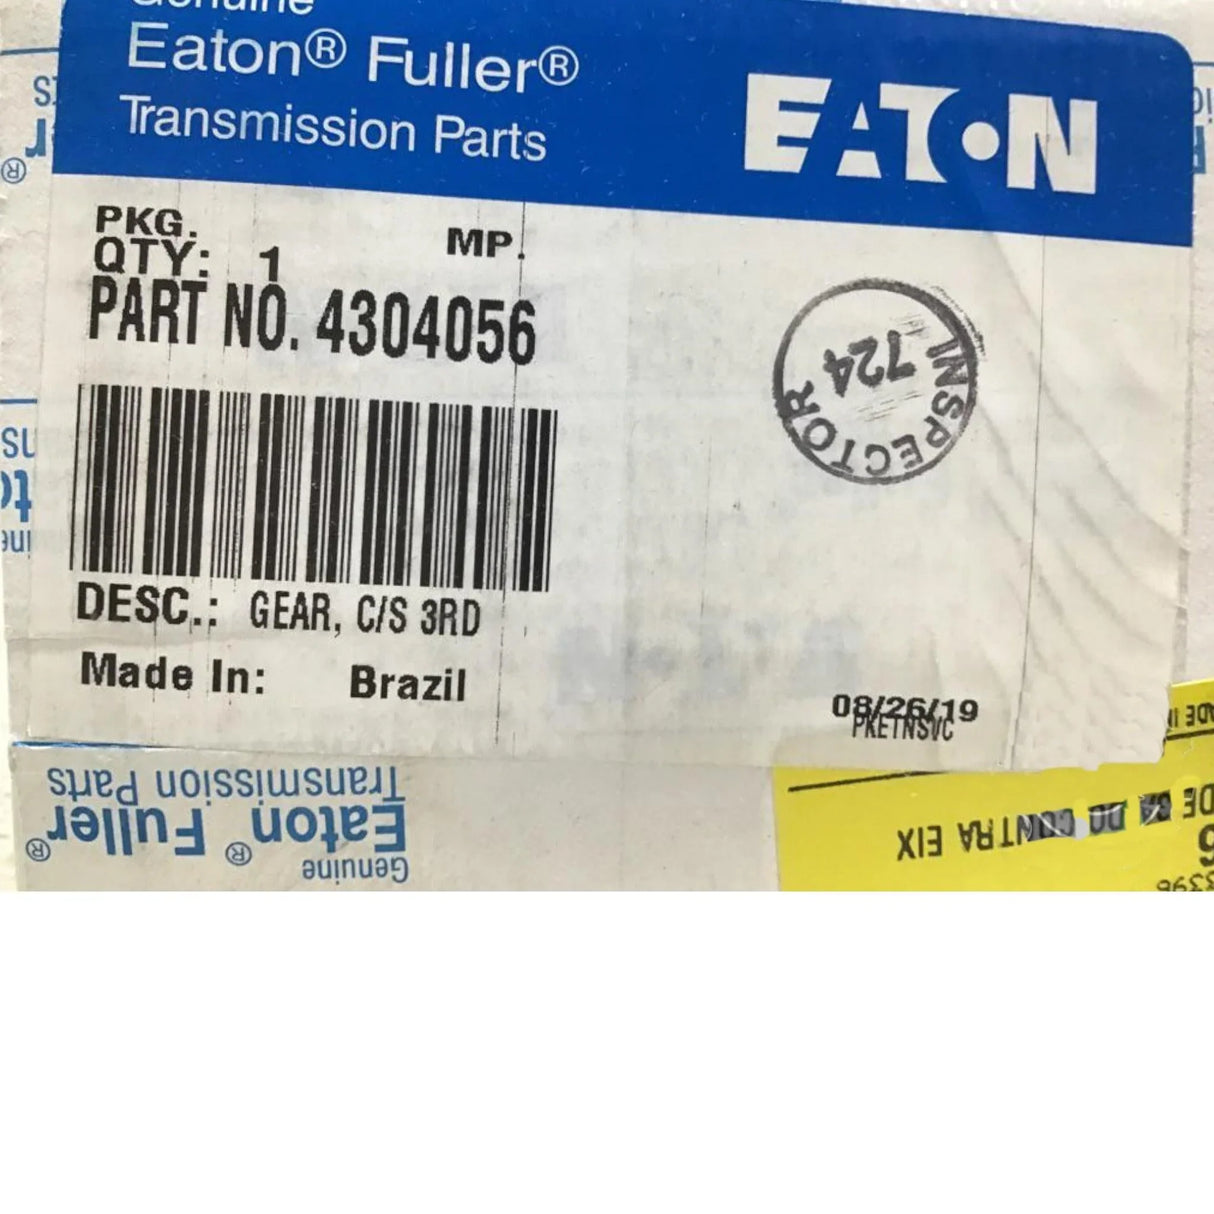 Genuine
Eaton® Fuller®
Transmission Parts
EATON
PKG.
QTY: 1
MP.
PART NO. 4304056
INSPECTOR
724
DESC.: GEAR, C/S 3RD
Made In: Brazil
08/26/19
PKETNSVC
Genuine
Eaton® Fuller®
Transmission Parts
CONTRA EIX